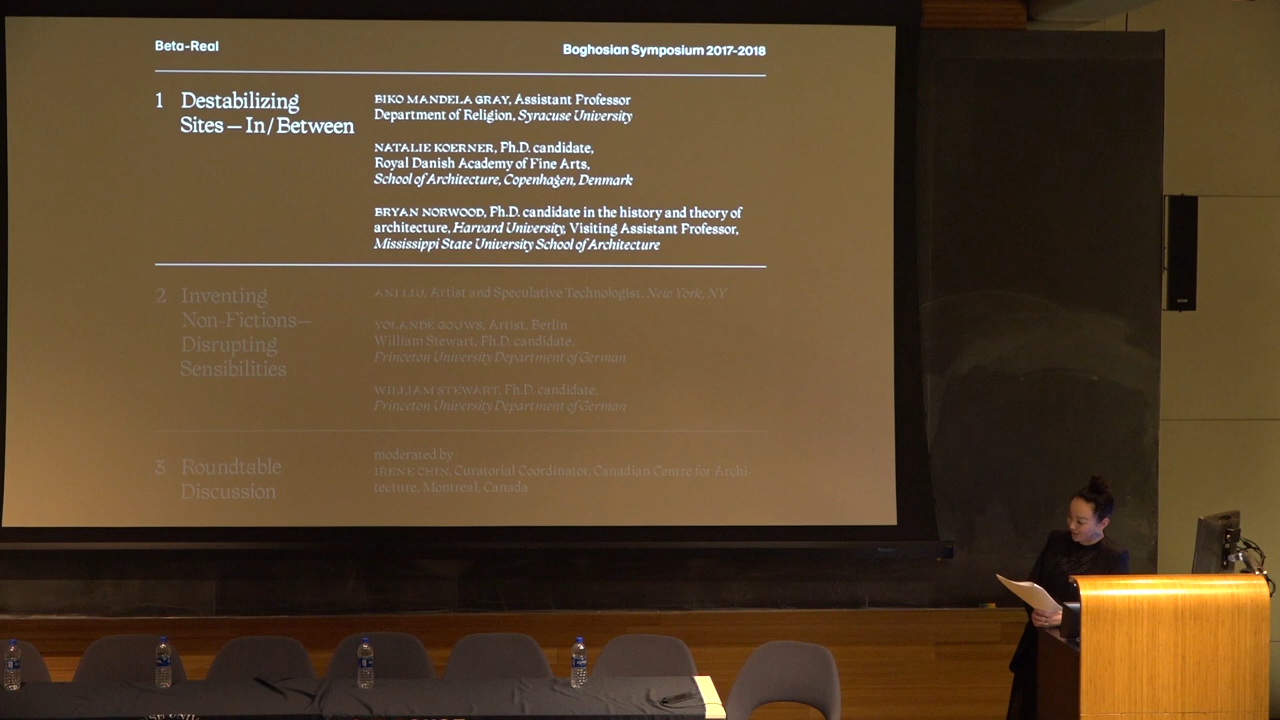 Beta-Real
Boghosian Symposium 2017-2018
1 Destabilizing
Sites — In/Between
BIKO MANDELA GRAY, Assistant Professor
Department of Religion, Syracuse University
NATALIE KOERNER, Ph.D. candidate,
Royal Danish Academy of Fine Arts,
School of Architecture, Copenhagen, Denmark
BRYAN NORWOOD, Ph.D. candidate in the history and theory of
architecture, Harvard University, Visiting Assistant Professor,
Mississippi State University School of Architecture
2 Inventing
Non-Fictions—
Disrupting
Sensibilities
ANI LIU, Artist and Speculative Technologist, New York, NY
YOLANDE GOUWS, Artist, Berlin
William Stewart, Ph.D. candidate,
Princeton University Department of German
WILLIAM STEWART, Ph.D. candidate,
Princeton University Department of German
3 Roundtable
Discussion
moderated by
IRENE CHIN, Curatorial Coordinator, Canadian Centre for Archi
tecture, Montreal, Canada